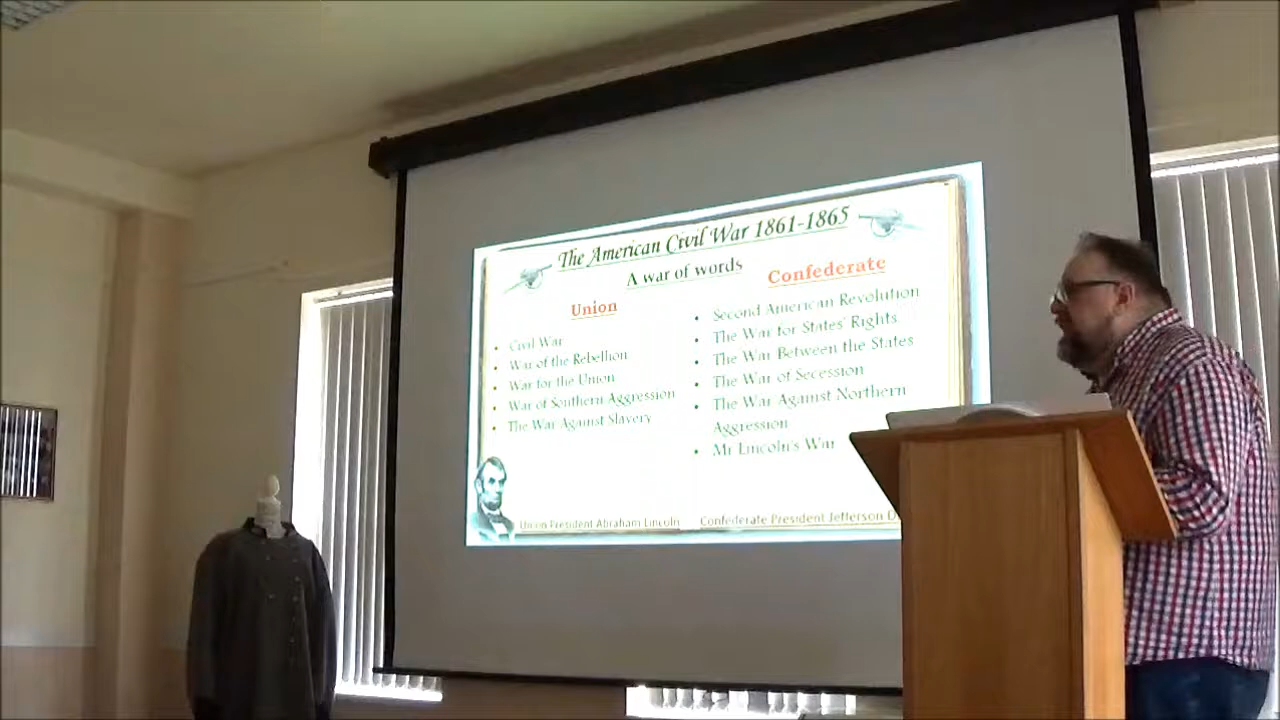 The American Civil War 1861-1865
A war of words
Union
• Civil War
• War of the Rebellion
• War for the Union
• War of Southern Aggression
• The War Against Slavery
Confederate
• Second American Revolution
• The War for States' Rights
• The War Between the States
• The War of Secession
• The War Against Northern
Aggression
• Mr Lincoln's War
Union President Abraham Lincoln
Confederate President Jefferson D